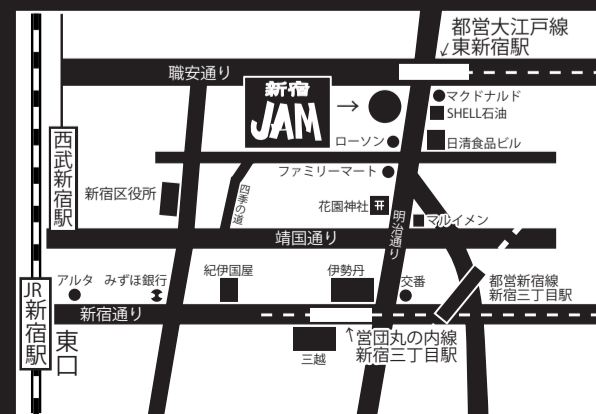 都営大江戸線
東新宿駅
職安通り
新宿
JAM
マクドナルド
SHELL石油
ローソン
日清食品ビル
西武新宿駅
ファミリーマート
新宿区役所
四季の道
花園神社
明治通り
マルイメン
靖国通り
JR新宿駅
アルタ
みずほ銀行
紀伊国屋
伊勢丹
交番
都営新宿線
新宿三丁目駅
新宿通り
東口
三越
営団丸の内線
新宿三丁目駅